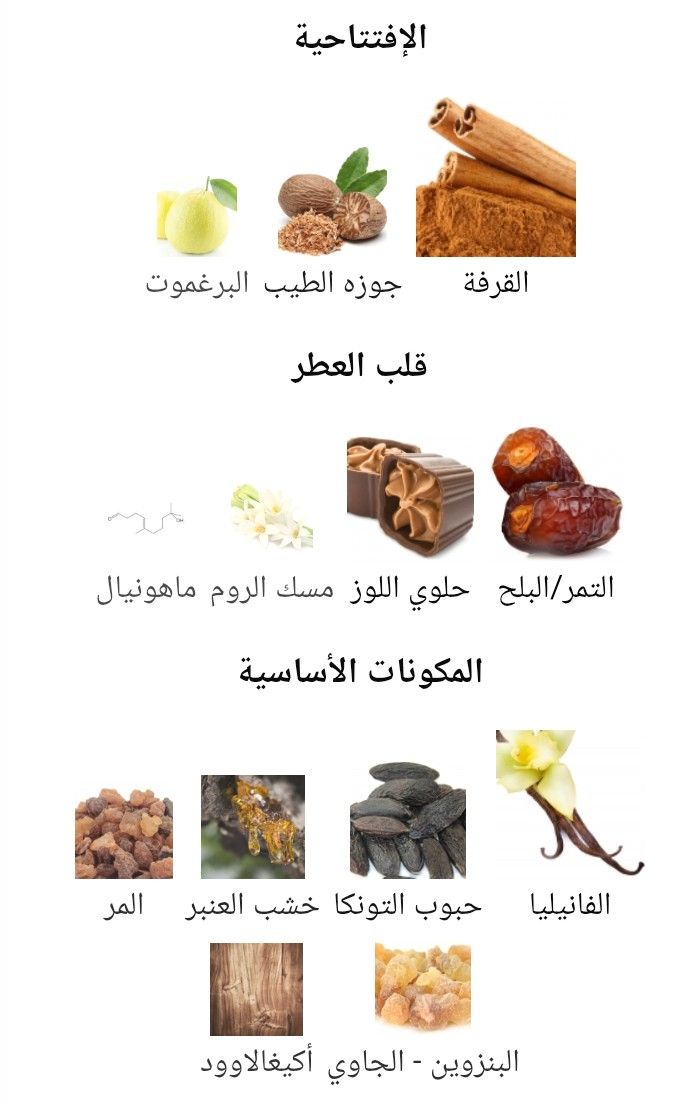 الإفتتاحية
القرفة جوزه الطيب البرغموت
قلب العطر
التمر/البلح حلوي اللوز مسك الروم ماهونيال
المكونات الأساسية
الفانيليا حبوب التونكا خشب العنبر المر
البنزوين - الجاوي أكيغالاوود